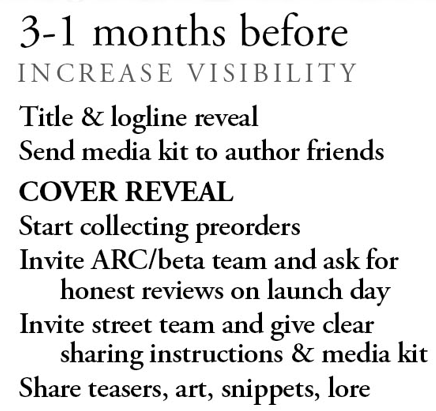 3-1 months before
INCREASE VISIBILITY
Title & logline reveal
Send media kit to author friends
COVER REVEAL
Start collecting preorders
Invite ARC/beta team and ask for
honest reviews on launch day
Invite street team and give clear
sharing instructions & media kit
Share teasers, art, snippets, lore